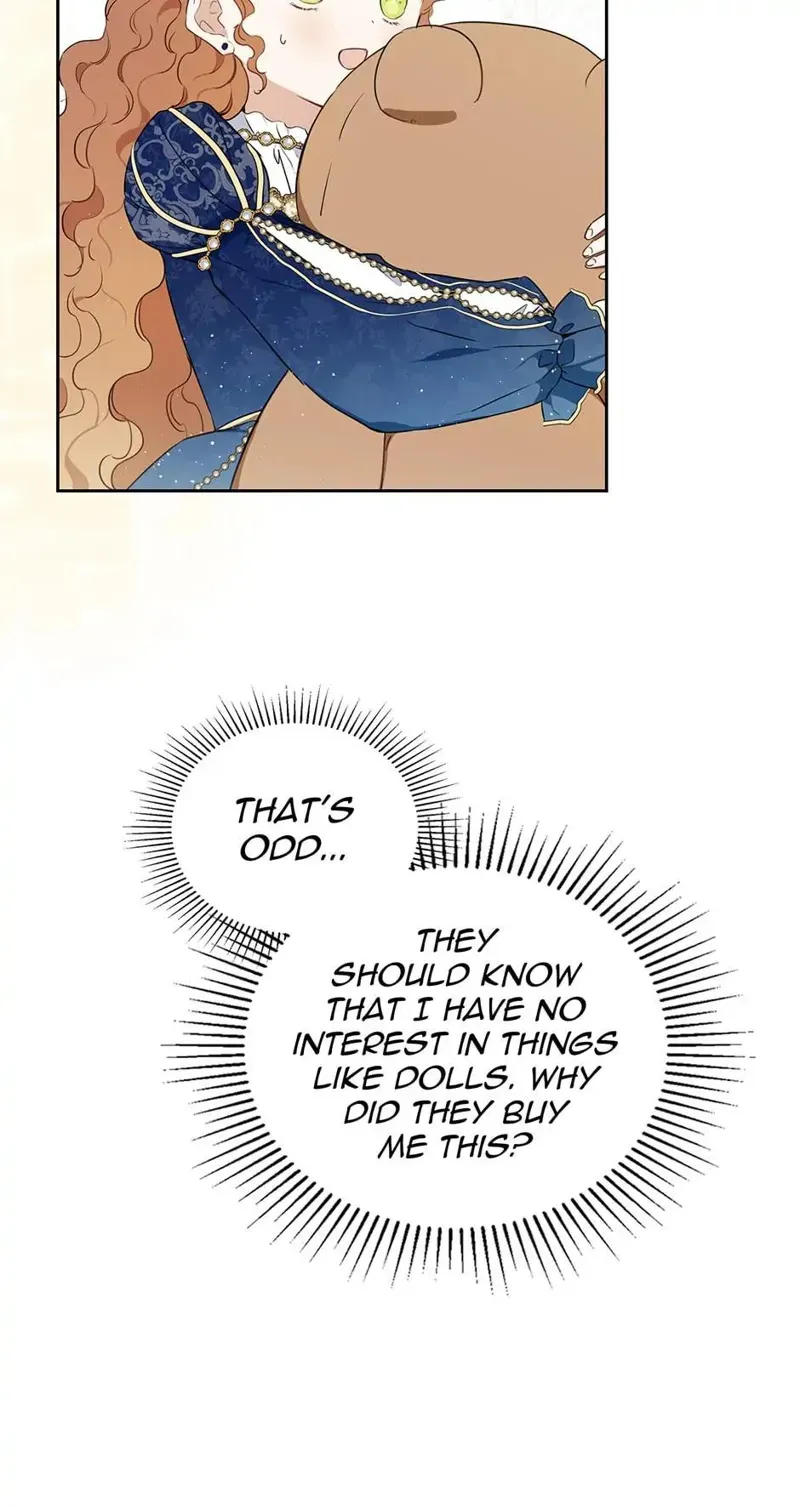 THAT'S
ODD...
THEY
SHOULD KNOW
THAT I HAVE NO
INTEREST IN THINGS
LIKE DOLLS. WHY
DID THEY BUY
ME THIS?